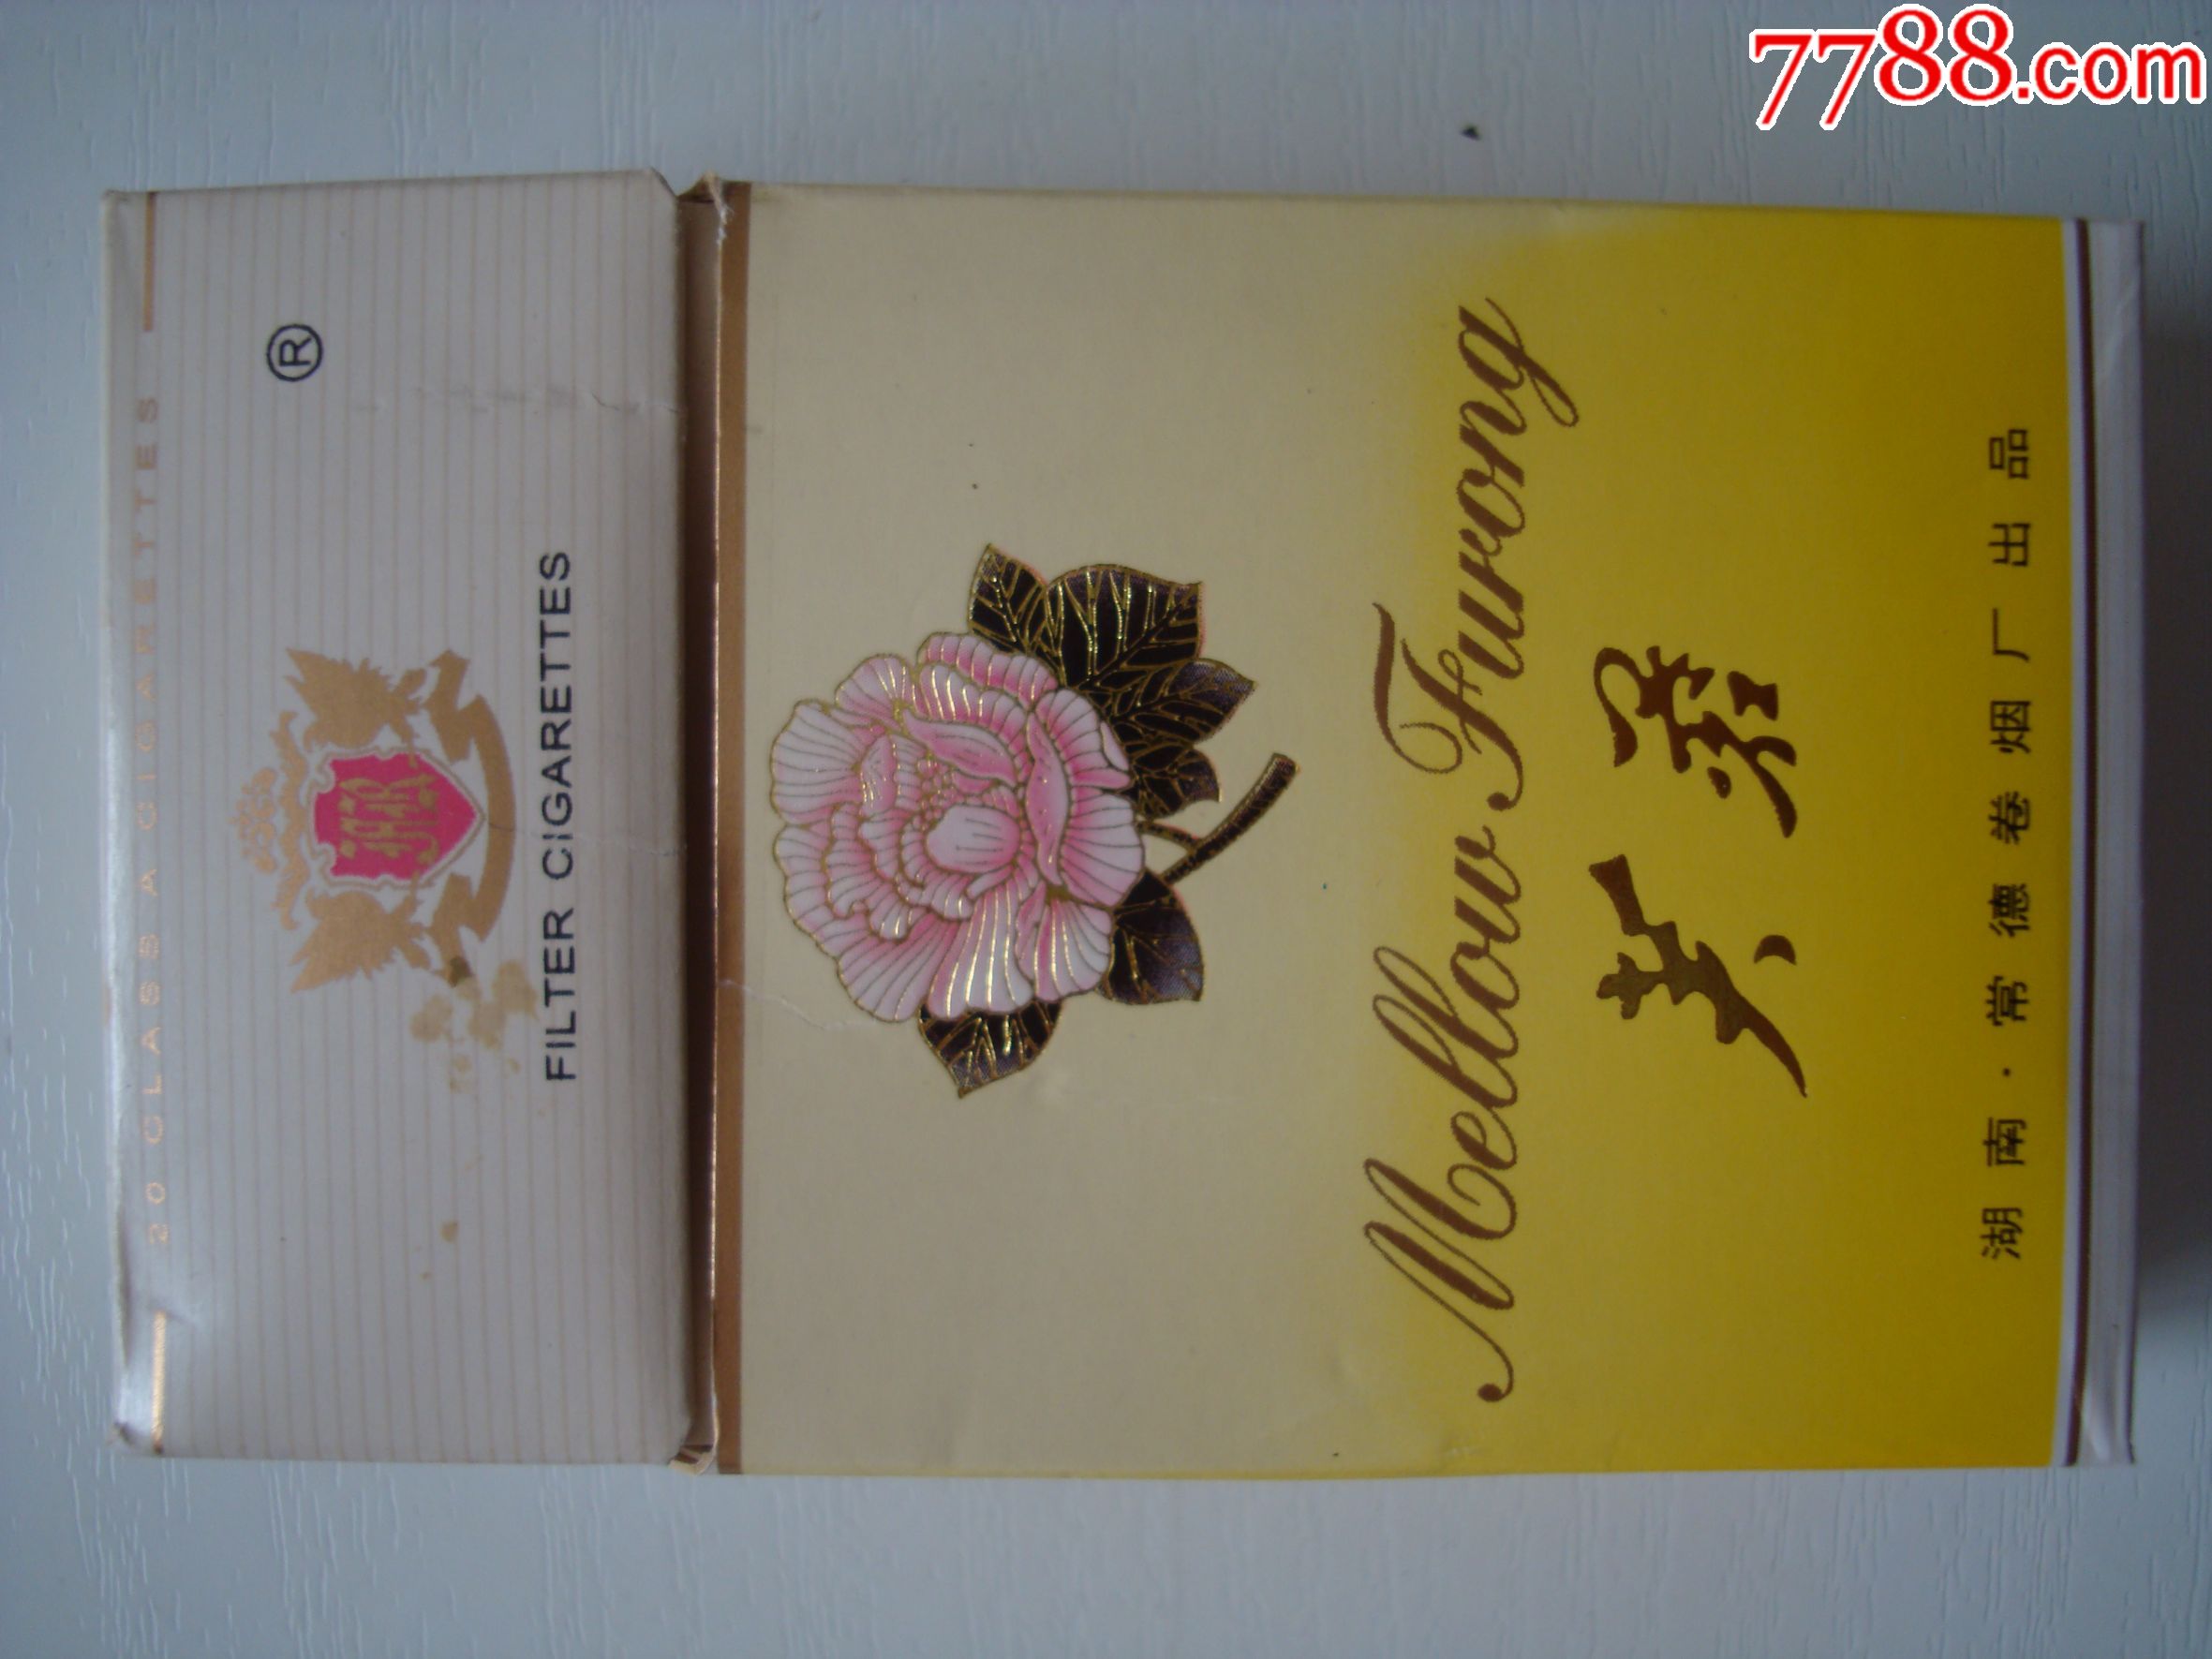 7788.com
20 CLASS A CIGARETTES
®
FILTER CIGARETTES
Mellow Furong
芙蓉
湖南·常德卷烟厂出品